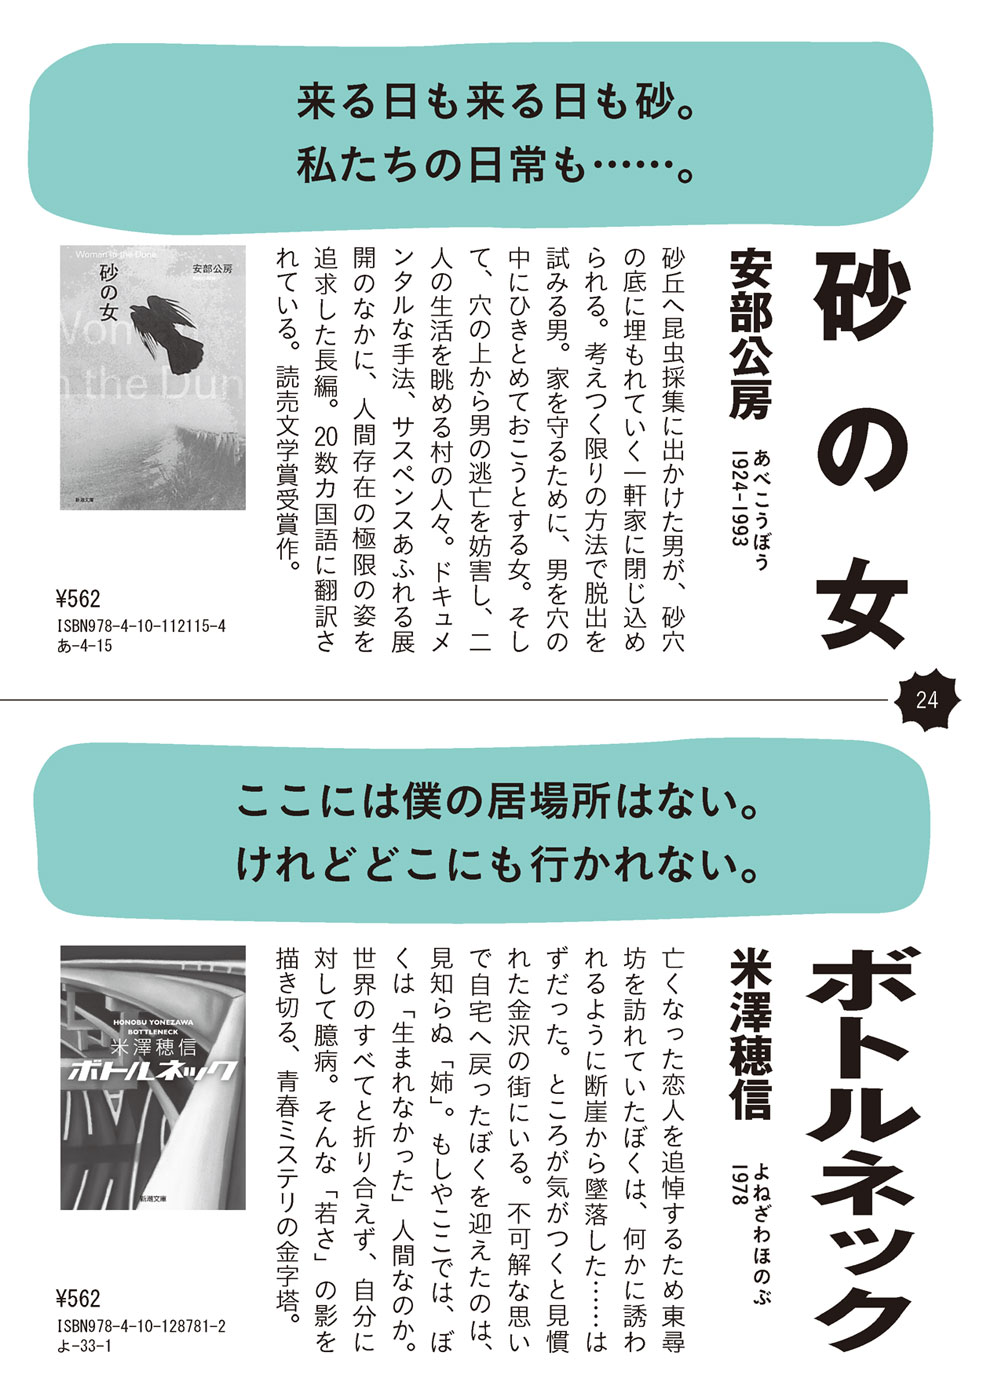 来る日も来る日も砂。
私たちの日常も……。
砂の女
安部公房
あべこうぼう
1924-1993
砂丘へ昆虫採集に出かけた男が、砂穴
の底に埋もれていく一軒家に閉じ込め
られる。考えつく限りの方法で脱出を
試みる男。家を守るために、男を穴の
中にひきとめておこうとする女。そし
て、穴の上から男の逃亡を妨害し、二
人の生活を眺める村の人々。ドキュメ
ンタルな手法、サスペンスあふれる展
開のなかに、人間存在の極限の姿を
追求した長編。20数カ国語に翻訳さ
れている。読売文学賞受賞作。
Women in the Dune
砂の女
安部公房
Wom
in the Dun
新潮文庫
¥562
ISBN978-4-10-112115-4
あ-4-15
24
ここには僕の居場所はない。
けれどどこにも行かれない。
ボトルネック
米澤穂信
よねざわほのぶ
1978
亡くなった恋人を追悼するため東尋
坊を訪れていたぼくは、何かに誘わ
れるように断崖から墜落した……は
ずだった。ところが気がつくと見慣
れた金沢の街にいる。不可解な思い
で自宅へ戻ったぼくを迎えたのは、
見知らぬ「姉」。もしやここでは、ぼ
くは「生まれなかった」人間なのか。
世界のすべてと折り合えず、自分に
対して臆病。そんな「若さ」の影を
描き切る、青春ミステリの金字塔。
HONOBU YONEZAWA
BOTTLENECK
米澤穂信
ボトルネック
新潮文庫
¥562
ISBN978-4-10-128781-2
よ-33-1